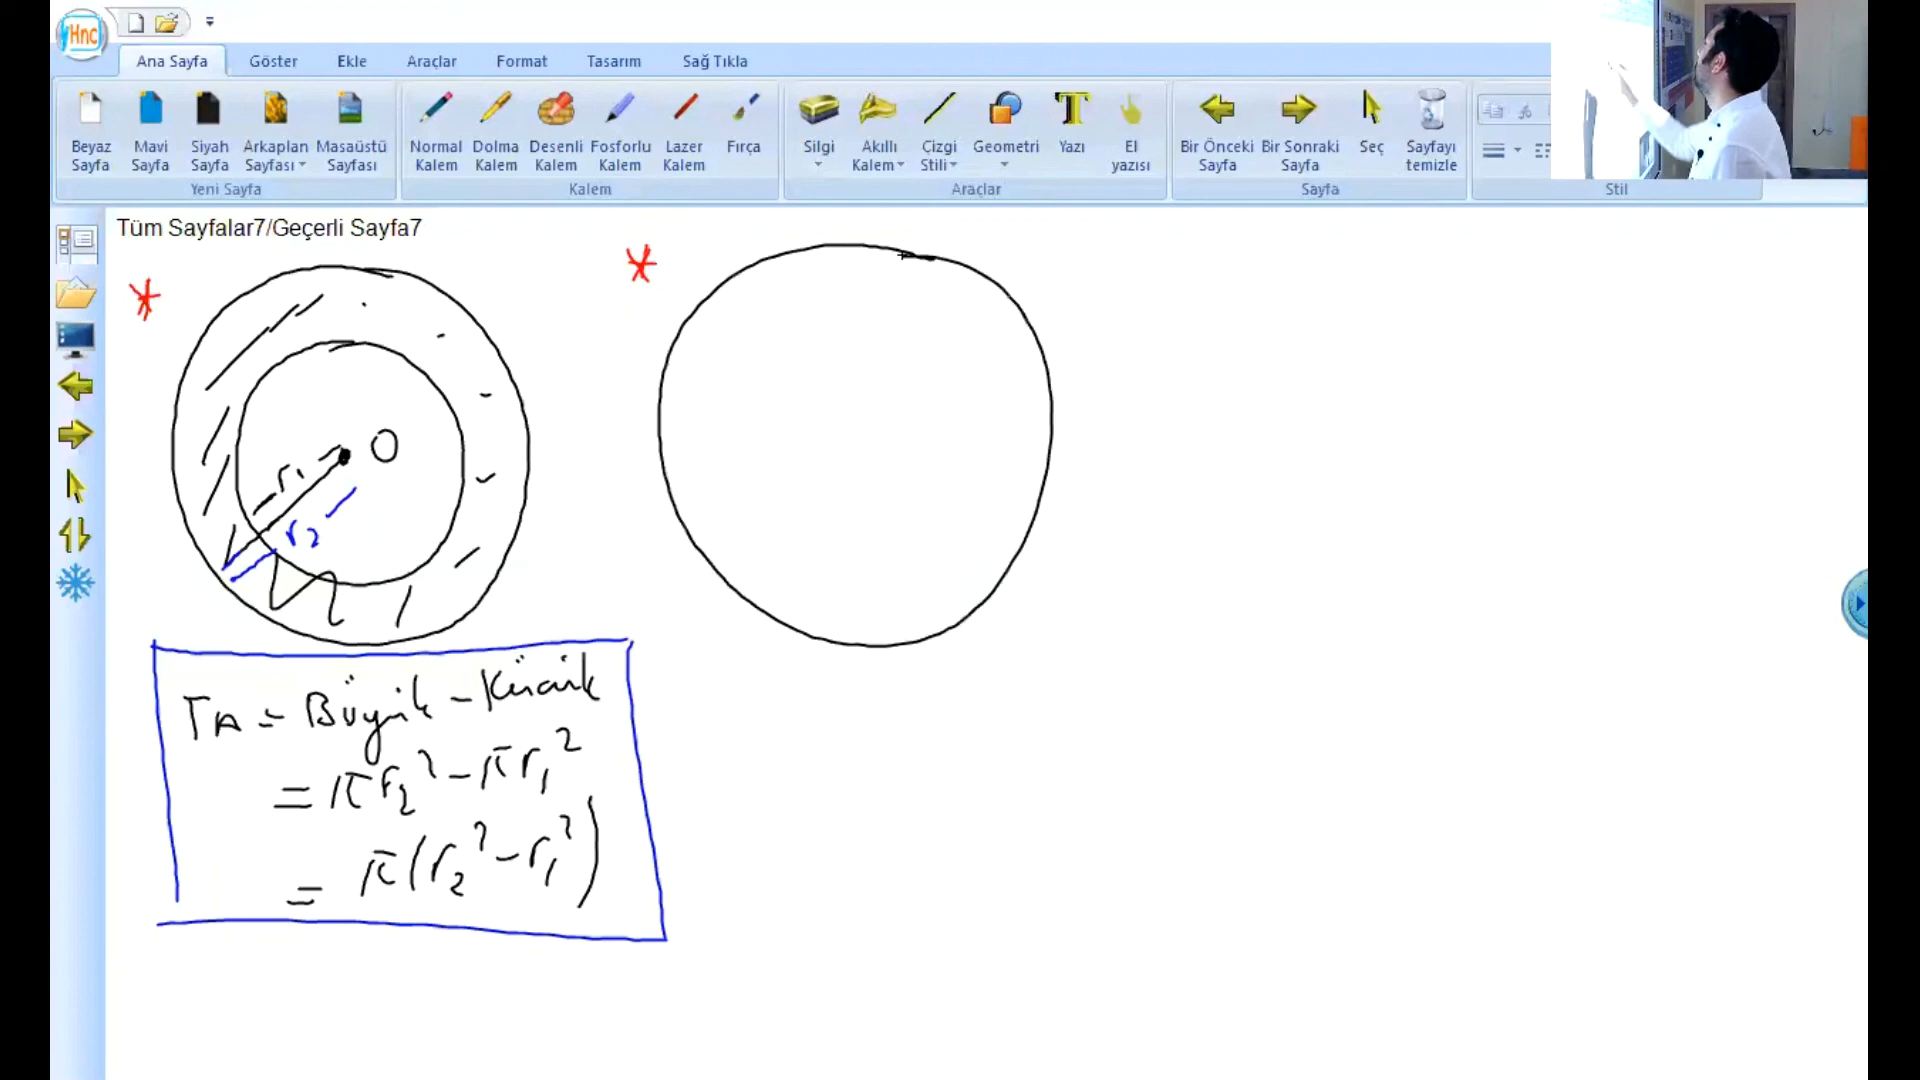 Hnc
Ana Sayfa Göster Ekle Araçlar Format Tasarım Sağ Tıkla
Beyaz Sayfa Mavi Sayfa Siyah Sayfa Arkaplan Sayfası Masaüstü Sayfası
Normal Kalem Dolma Kalem Desenli Kalem Fosforlu Kalem Lazer Kalem Fırça
Silgi Akıllı Kalem Çizgi Stili Geometri Yazı El yazısı
Bir Önceki Sayfa Bir Sonraki Sayfa Seç Sayfayı temizle
Yeni Sayfa Kalem Araçlar Sayfa Stil
Tüm Sayfalar7/Geçerli Sayfa7
O
r₁
r₂
TA = Büyük - Küçük
= πr₂² - πr₁²
= π(r₂² - r₁²)